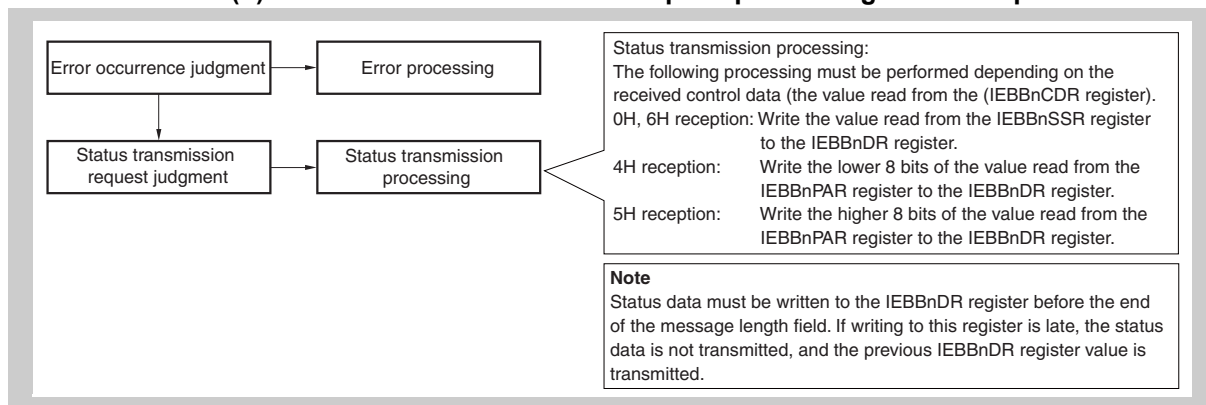 Error occurrence judgment
Error processing
Status transmission
request judgment
Status transmission
processing
Status transmission processing:
The following processing must be performed depending on the
received control data (the value read from the (IEBBnCDR register).
0H, 6H reception: Write the value read from the IEBBnSSR register
to the IEBBnDR register.
4H reception: Write the lower 8 bits of the value read from the
IEBBnPAR register to the IEBBnDR register.
5H reception: Write the higher 8 bits of the value read from the
IEBBnPAR register to the IEBBnDR register.
Note
Status data must be written to the IEBBnDR register before the end
of the message length field. If writing to this register is late, the status
data is not transmitted, and the previous IEBBnDR register value is
transmitted.